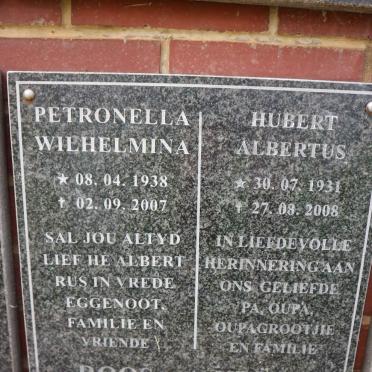 PETRONELLA
WILHELMINA
★ 08. 04. 1938
✝ 02. 09. 2007
SAL JOU ALTYD
LIEF HE ALBERT
RUS IN VREDE
EGGENOOT,
FAMILIE EN
VRIENDE
HUBERT
ALBERTUS
★ 30. 07. 1931
✝ 27. 08. 2008
IN LIEFDEVOLLE
HERINNERING AAN
ONS GELIEFDE
PA, OUPA,
OUPAGROOTJIE
EN FAMILIE